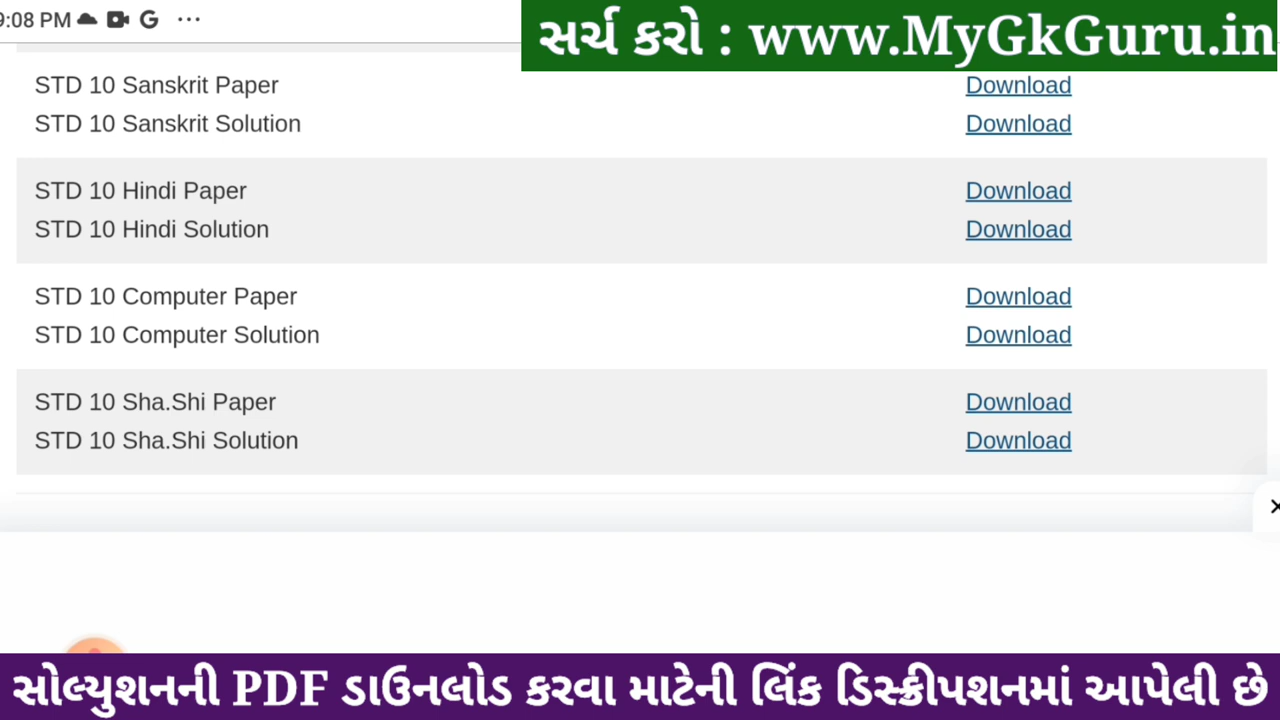 9:08 PM
સર્ચ કરો : www.MyGkGuru.in
STD 10 Sanskrit Paper Download
STD 10 Sanskrit Solution Download
STD 10 Hindi Paper Download
STD 10 Hindi Solution Download
STD 10 Computer Paper Download
STD 10 Computer Solution Download
STD 10 Sha.Shi Paper Download
STD 10 Sha.Shi Solution Download
સોલ્યુશનની PDF ડાઉનલોડ કરવા માટેની લિંક ડિસ્ક્રીપશનમાં આપેલી છે